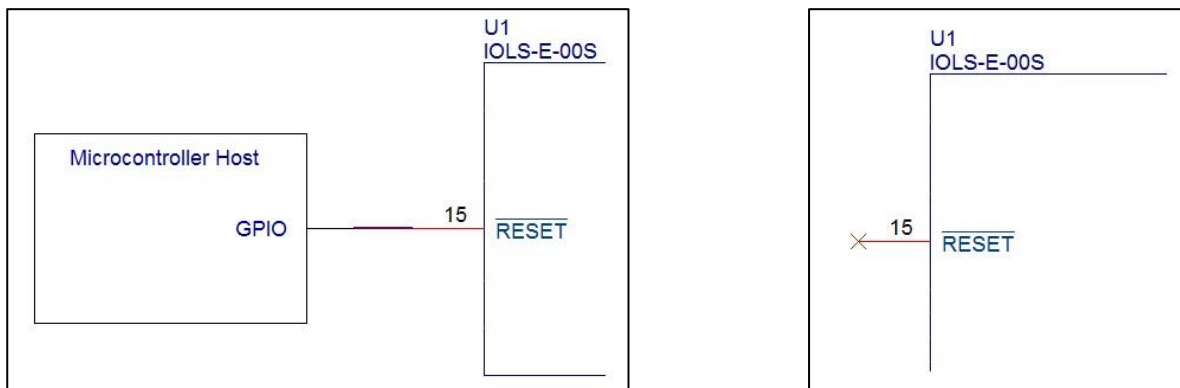 U1
IOLS-E-00S
Microcontroller Host
GPIO
15
RESET
U1
IOLS-E-00S
15
RESET